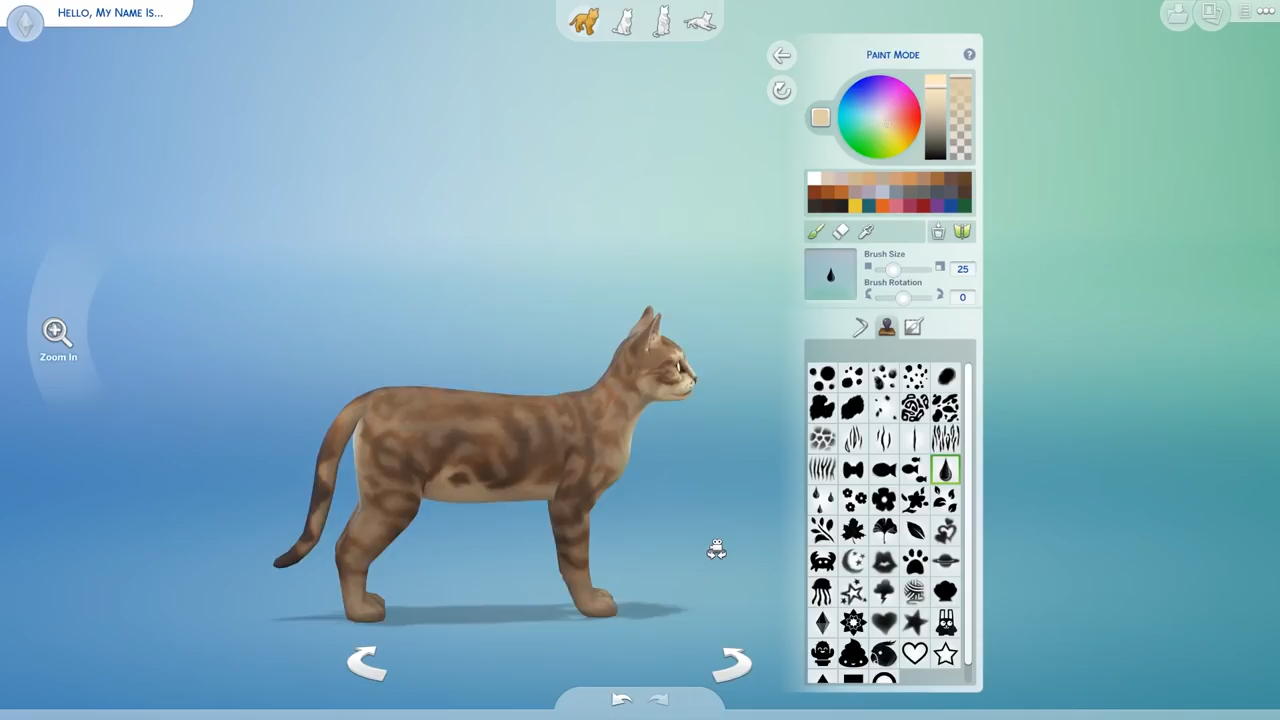 Hello, My Name Is...
Paint Mode
?
Brush Size
25
Brush Rotation
0
Zoom In